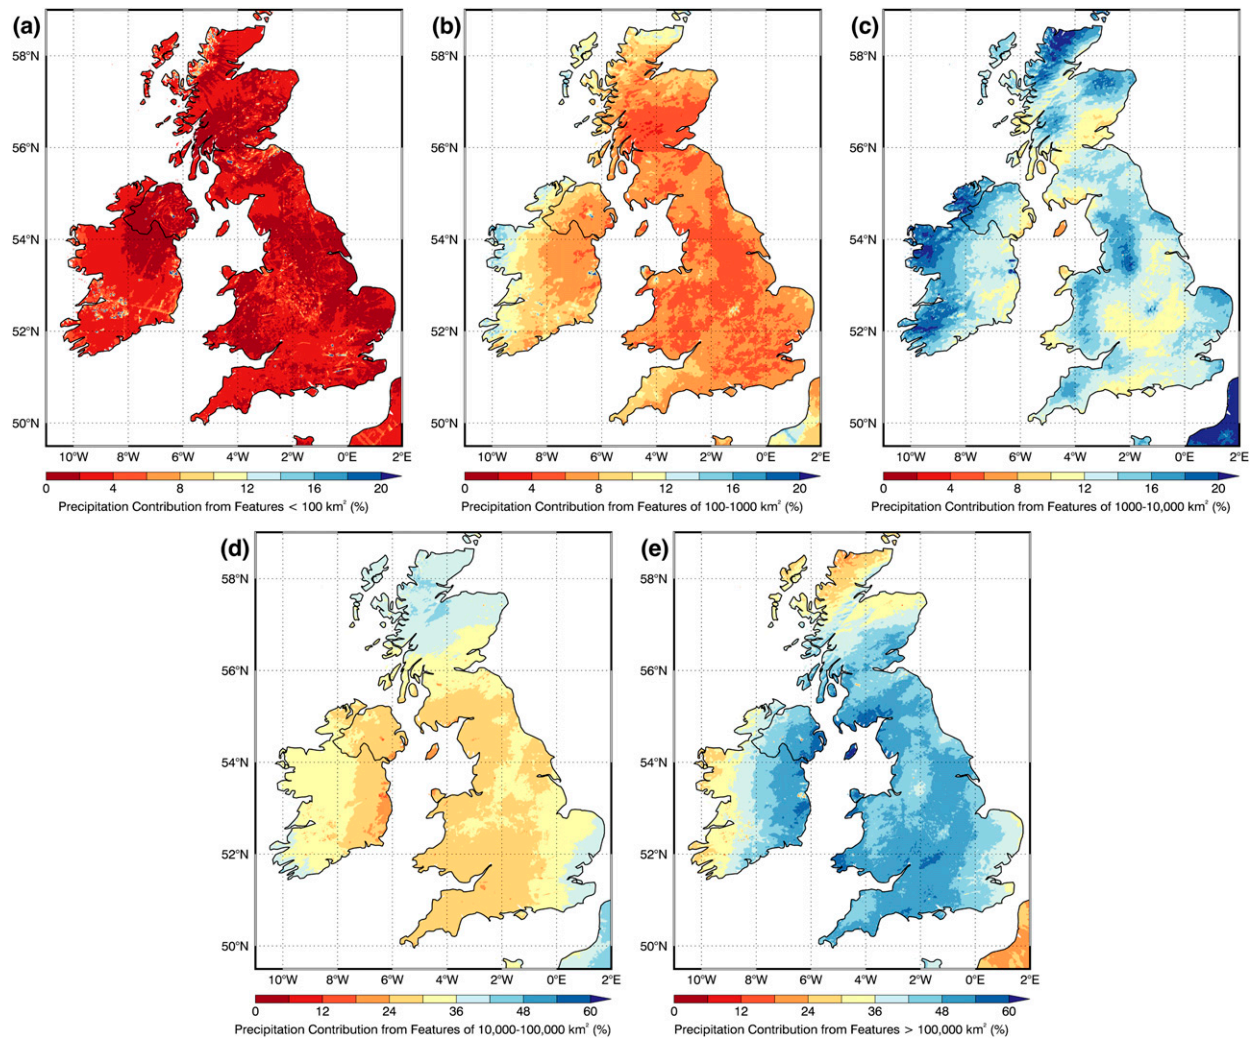 (a)
(b)
(c)
58°N 58°N 58°N
56°N 56°N 56°N
54°N 54°N 54°N
52°N 52°N 52°N
50°N 50°N 50°N
10°W 8°W 6°W 4°W 2°W 0°E 2°E 10°W 8°W 6°W 4°W 2°W 0°E 2°E 10°W 8°W 6°W 4°W 2°W 0°E 2°E
0 4 8 12 16 20 0 4 8 12 16 20 0 4 8 12 16 20
Precipitation Contribution from Features < 100 km² (%)
Precipitation Contribution from Features of 100-1000 km² (%)
Precipitation Contribution from Features of 1000-10,000 km² (%)
(d)
(e)
58°N 58°N
56°N 56°N
54°N 54°N
52°N 52°N
50°N 50°N
10°W 8°W 6°W 4°W 2°W 0°E 2°E 10°W 8°W 6°W 4°W 2°W 0°E 2°E
0 12 24 36 48 60 0 12 24 36 48 60
Precipitation Contribution from Features of 10,000-100,000 km² (%)
Precipitation Contribution from Features > 100,000 km² (%)